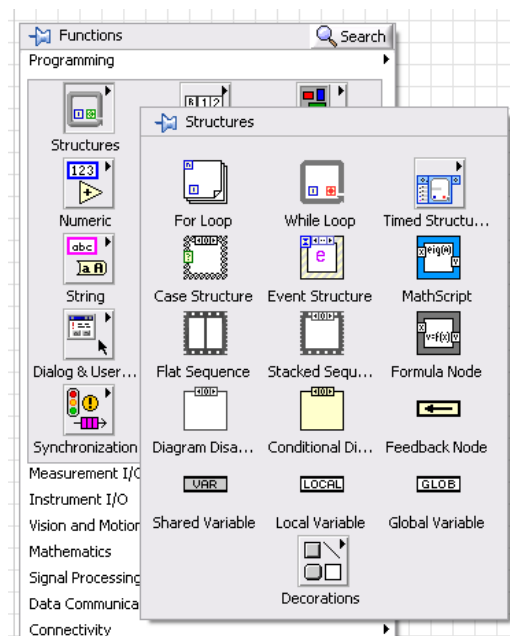 Functions
Search
Programming
Structures
Numeric
String
Dialog & User...
Synchronization
Measurement I/O
Instrument I/O
Vision and Motion
Mathematics
Signal Processing
Data Communica
Connectivity
Structures
For Loop While Loop Timed Structu...
Case Structure Event Structure MathScript
Flat Sequence Stacked Sequ... Formula Node
Diagram Disa... Conditional Di... Feedback Node
VAR LOCAL GLOB
Shared Variable Local Variable Global Variable
Decorations